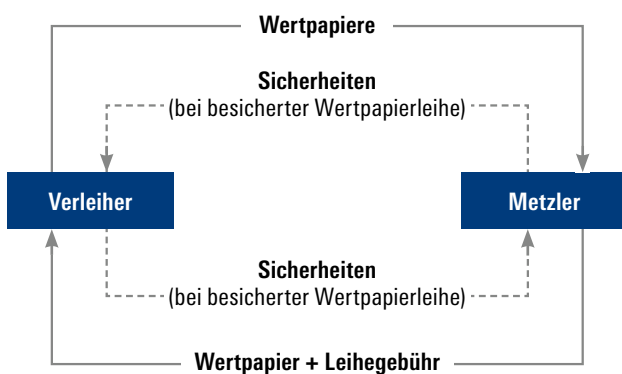 Wertpapiere
Sicherheiten
(bei besicherter Wertpapierleihe)
Verleiher
Metzler
Sicherheiten
(bei besicherter Wertpapierleihe)
Wertpapier + Leihegebühr